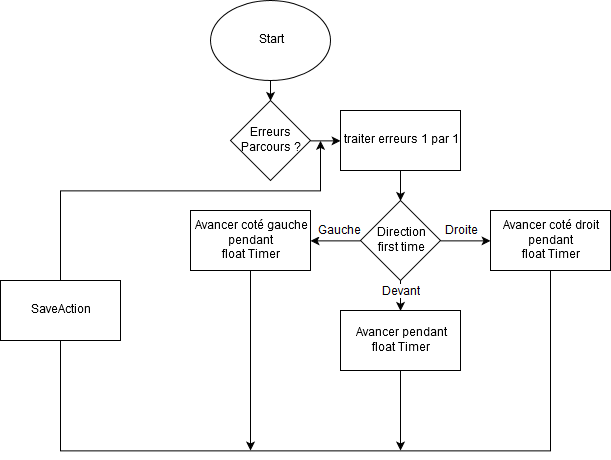 Start
Erreurs
Parcours ?
traiter erreurs 1 par 1
Avancer coté gauche
pendant
float Timer
Gauche
Direction
first time
Droite
Avancer coté droit
pendant
float Timer
Devant
SaveAction
Avancer pendant
float Timer